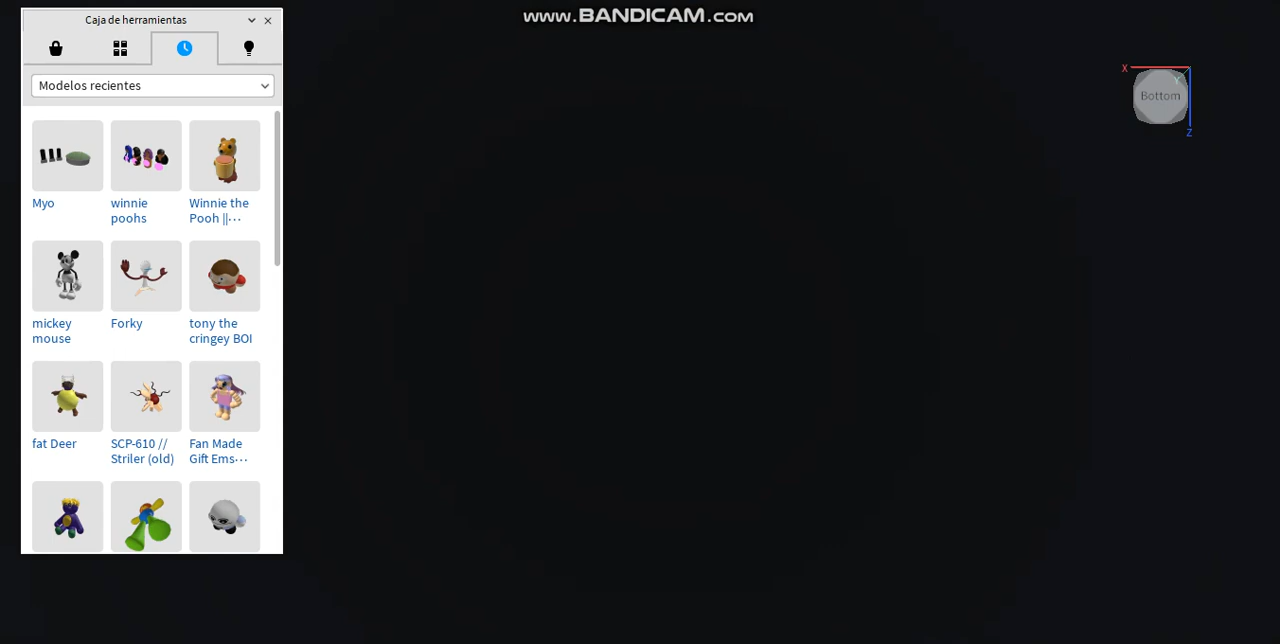 Caja de herramientas
www.BANDICAM.com
Modelos recientes
X
Y
Bottom
Z
Myo
winnie
poohs
Winnie the
Pooh ||···
mickey
mouse
Forky
tony the
cringey BOI
fat Deer
SCP-610 //
Striler (old)
Fan Made
Gift Ems···